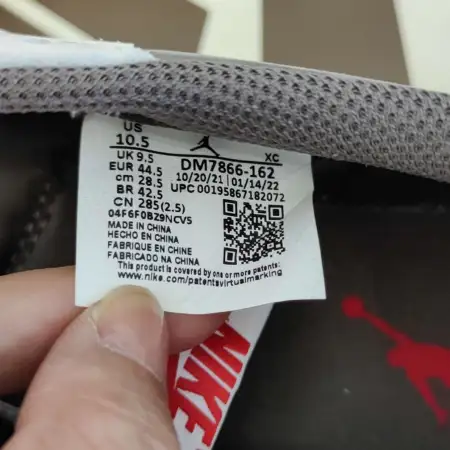 US
10.5
UK 9.5
EUR 44.5
cm 28.5
BR 42.5
CN 285(2.5)
04F6F0BZ9NCV5
XC
DM7866-162
10/20/21 | 01/14/22
UPC 00195867182072
MADE IN CHINA
HECHO EN CHINA
FABRIQUE EN CHINE
FABRICADO NA CHINA
This product is covered by one or more patents:
www.nike.com/patentsvirtualmarking
NIKE